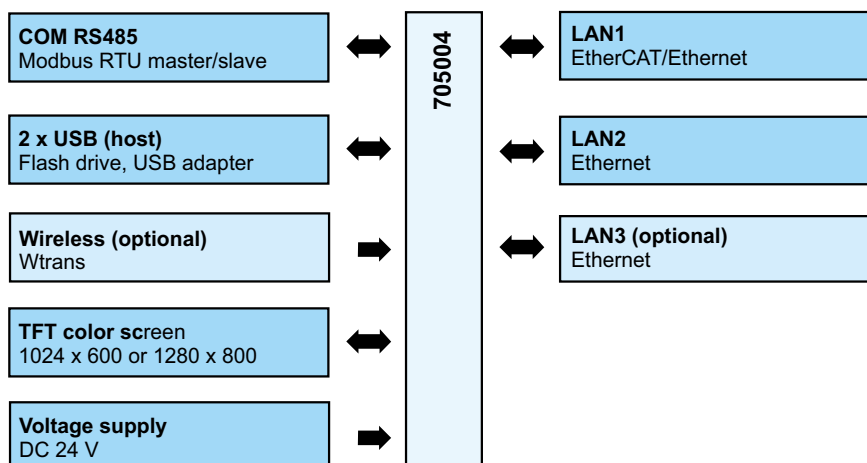 COM RS485
Modbus RTU master/slave
2 x USB (host)
Flash drive, USB adapter
Wireless (optional)
Wtrans
TFT color screen
1024 x 600 or 1280 x 800
Voltage supply
DC 24 V
705004
LAN1
EtherCAT/Ethernet
LAN2
Ethernet
LAN3 (optional)
Ethernet